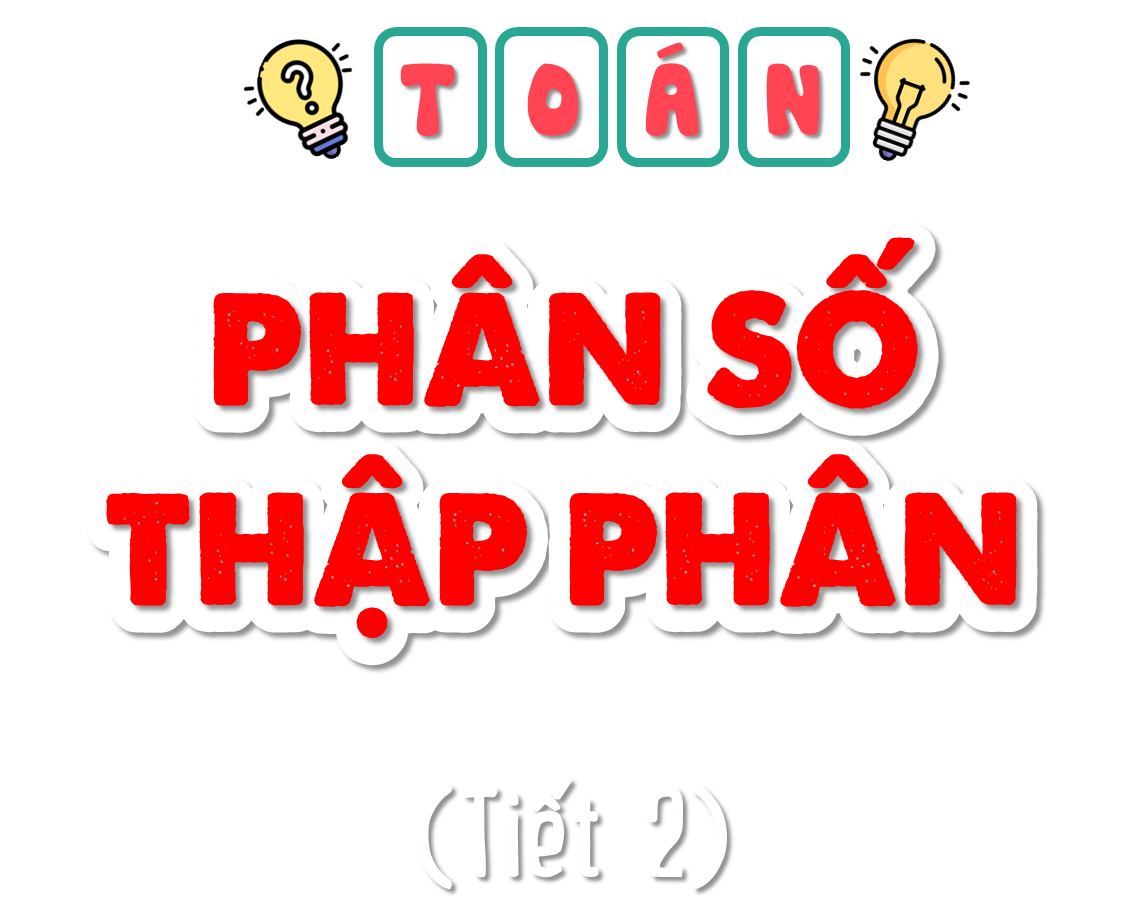 TOÁN
PHÂN SỐ
THẬP PHÂN
(Tiết 2)